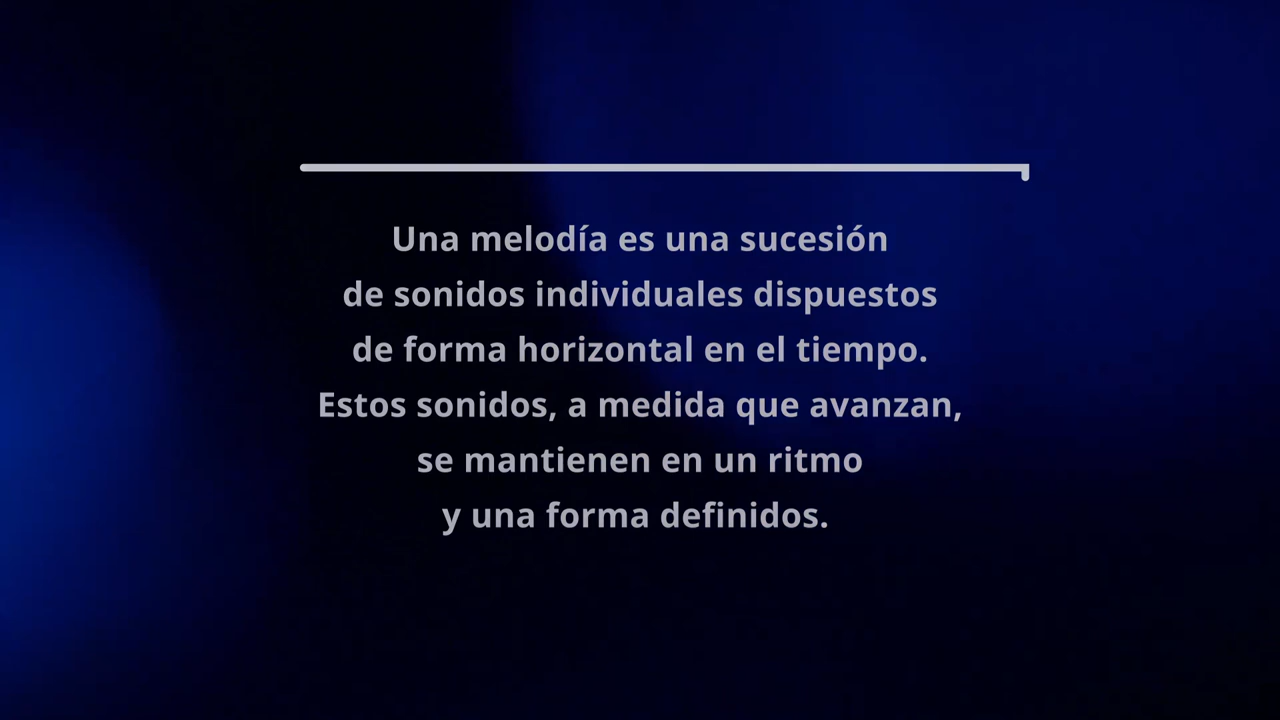 Una melodía es una sucesión
de sonidos individuales dispuestos
de forma horizontal en el tiempo.
Estos sonidos, a medida que avanzan,
se mantienen en un ritmo
y una forma definidos.